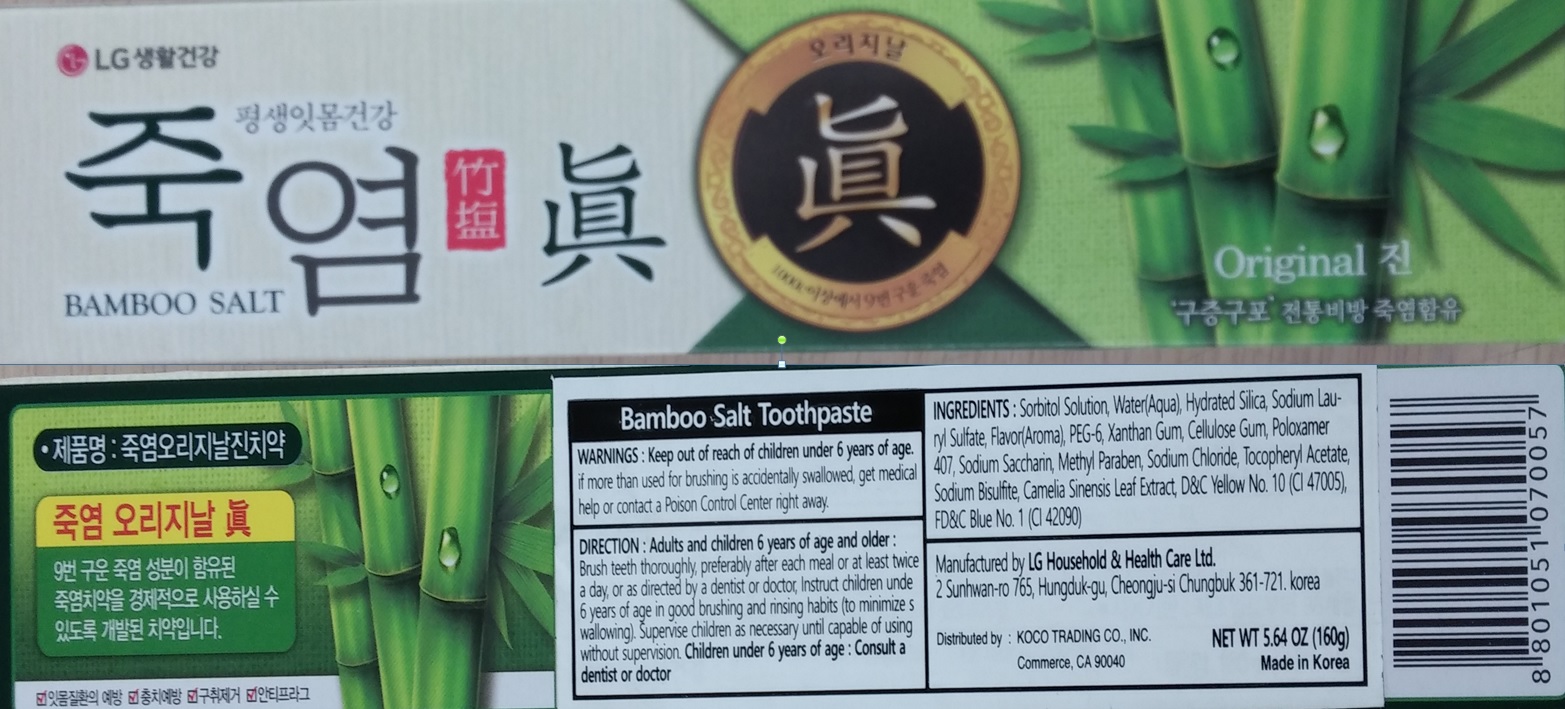 LG생활건강
평생잇몸건강
죽염
竹塩
眞
BAMBOO SALT
오리지날
眞
1000℃이상에서 9번 구운 죽염
Original 진
'구증구포' 전통비방 죽염함유
• 제품명 : 죽염오리지날진치약
죽염 오리지날 眞
9번 구운 죽염 성분이 함유된
죽염치약을 경제적으로 사용하실 수
있도록 개발된 치약입니다.
잇몸질환의 예방 충치예방 구취제거 안티프라그
Bamboo Salt Toothpaste
WARNINGS : Keep out of reach of children under 6 years of age.
if more than used for brushing is accidentally swallowed, get medical
help or contact a Poison Control Center right away.
DIRECTION : Adults and children 6 years of age and older :
Brush teeth thoroughly, preferably after each meal or at least twice
a day, or as directed by a dentist or doctor, Instruct children unde
6 years of age in good brushing and rinsing habits (to minimize s
wallowing). Supervise children as necessary until capable of using
without supervision. Children under 6 years of age : Consult a
dentist or doctor
INGREDIENTS : Sorbitol Solution, Water(Aqua), Hydrated Silica, Sodium Lau-
ryl Sulfate, Flavor(Aroma), PEG-6, Xanthan Gum, Cellulose Gum, Poloxamer
407, Sodium Saccharin, Methyl Paraben, Sodium Chloride, Tocopheryl Acetate,
Sodium Bisulfite, Camelia Sinensis Leaf Extract, D&C Yellow No. 10 (CI 47005),
FD&C Blue No. 1 (CI 42090)
Manufactured by LG Household & Health Care Ltd.
2 Sunhwan-ro 765, Hungduk-gu, Cheongju-si Chungbuk 361-721. korea
Distributed by : KOCO TRADING CO., INC.
Commerce, CA 90040
NET WT 5.64 OZ (160g)
Made in Korea
8 801051 070057